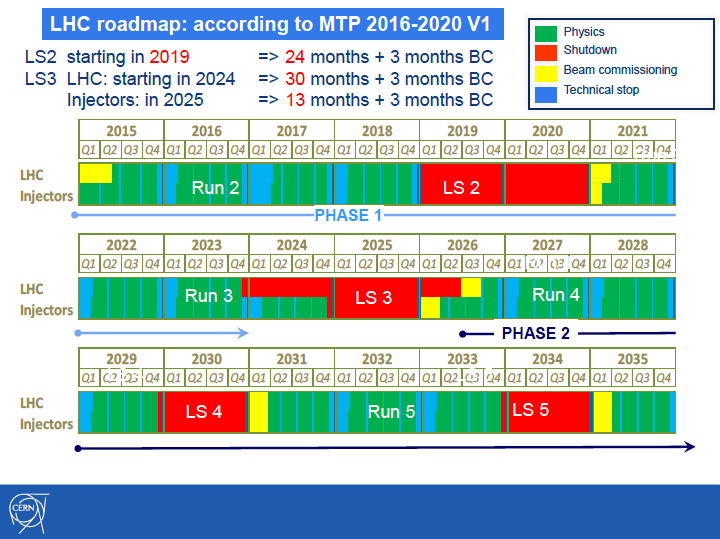 LHC roadmap: according to MTP 2016-2020 V1
LS2 starting in 2019 => 24 months + 3 months BC
LS3 LHC: starting in 2024 => 30 months + 3 months BC
Injectors: in 2025 => 13 months + 3 months BC
Physics
Shutdown
Beam commissioning
Technical stop
2015 2016 2017 2018 2019 2020 2021
Q1 Q2 Q3 Q4 Q1 Q2 Q3 Q4 Q1 Q2 Q3 Q4 Q1 Q2 Q3 Q4 Q1 Q2 Q3 Q4 Q1 Q2 Q3 Q4 Q1 Q2 Q3 Q4
LHC
Injectors
Run 2 LS 2
PHASE 1
2022 2023 2024 2025 2026 2027 2028
Q1 Q2 Q3 Q4 Q1 Q2 Q3 Q4 Q1 Q2 Q3 Q4 Q1 Q2 Q3 Q4 Q1 Q2 Q3 Q4 Q1 Q2 Q3 Q4 Q1 Q2 Q3 Q4
LHC
Injectors
Run 3 LS 3 Run 4
PHASE 2
2029 2030 2031 2032 2033 2034 2035
Q1 Q2 Q3 Q4 Q1 Q2 Q3 Q4 Q1 Q2 Q3 Q4 Q1 Q2 Q3 Q4 Q1 Q2 Q3 Q4 Q1 Q2 Q3 Q4 Q1 Q2 Q3 Q4
LHC
Injectors
LS 4 Run 5 LS 5
CERN